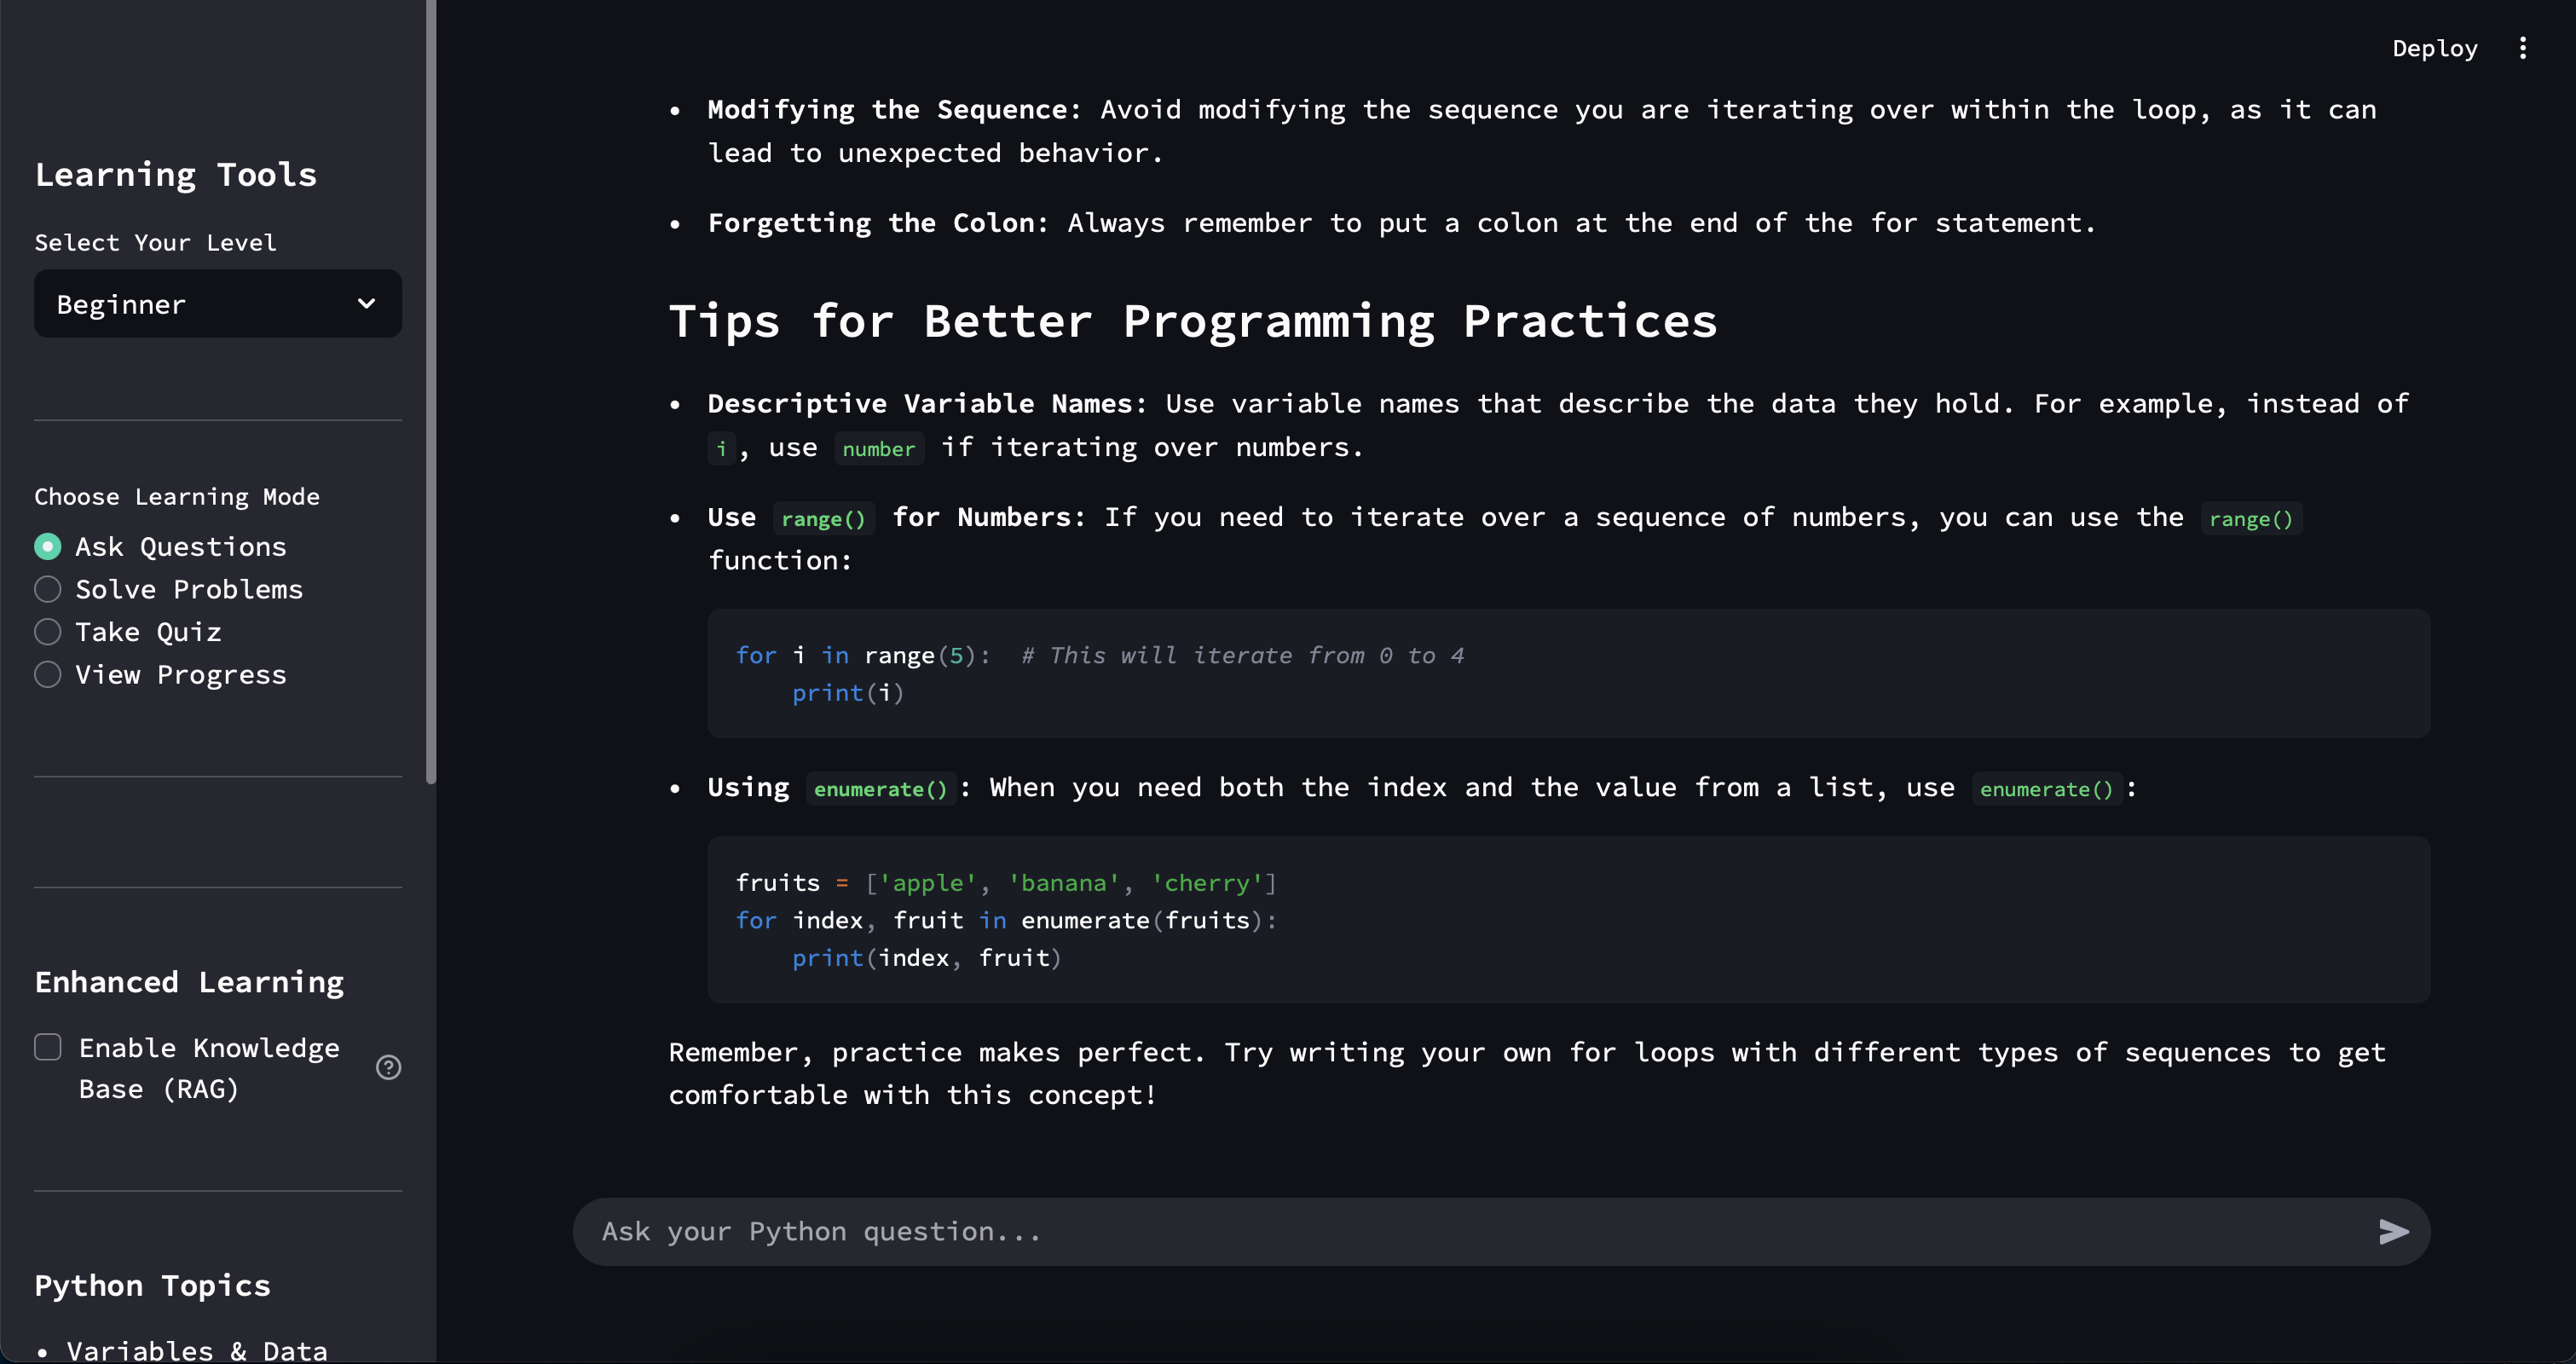 Deploy
Learning Tools
Select Your Level
Beginner
Choose Learning Mode
Ask Questions
Solve Problems
Take Quiz
View Progress
Enhanced Learning
Enable Knowledge
Base (RAG)
Python Topics
• Variables & Data
• Modifying the Sequence: Avoid modifying the sequence you are iterating over within the loop, as it can
lead to unexpected behavior.
• Forgetting the Colon: Always remember to put a colon at the end of the for statement.
Tips for Better Programming Practices
• Descriptive Variable Names: Use variable names that describe the data they hold. For example, instead of
i, use number if iterating over numbers.
• Use range() for Numbers: If you need to iterate over a sequence of numbers, you can use the range()
function:
for i in range(5):  # This will iterate from 0 to 4
    print(i)
• Using enumerate(): When you need both the index and the value from a list, use enumerate():
fruits = ['apple', 'banana', 'cherry']
for index, fruit in enumerate(fruits):
    print(index, fruit)
Remember, practice makes perfect. Try writing your own for loops with different types of sequences to get
comfortable with this concept!
Ask your Python question...